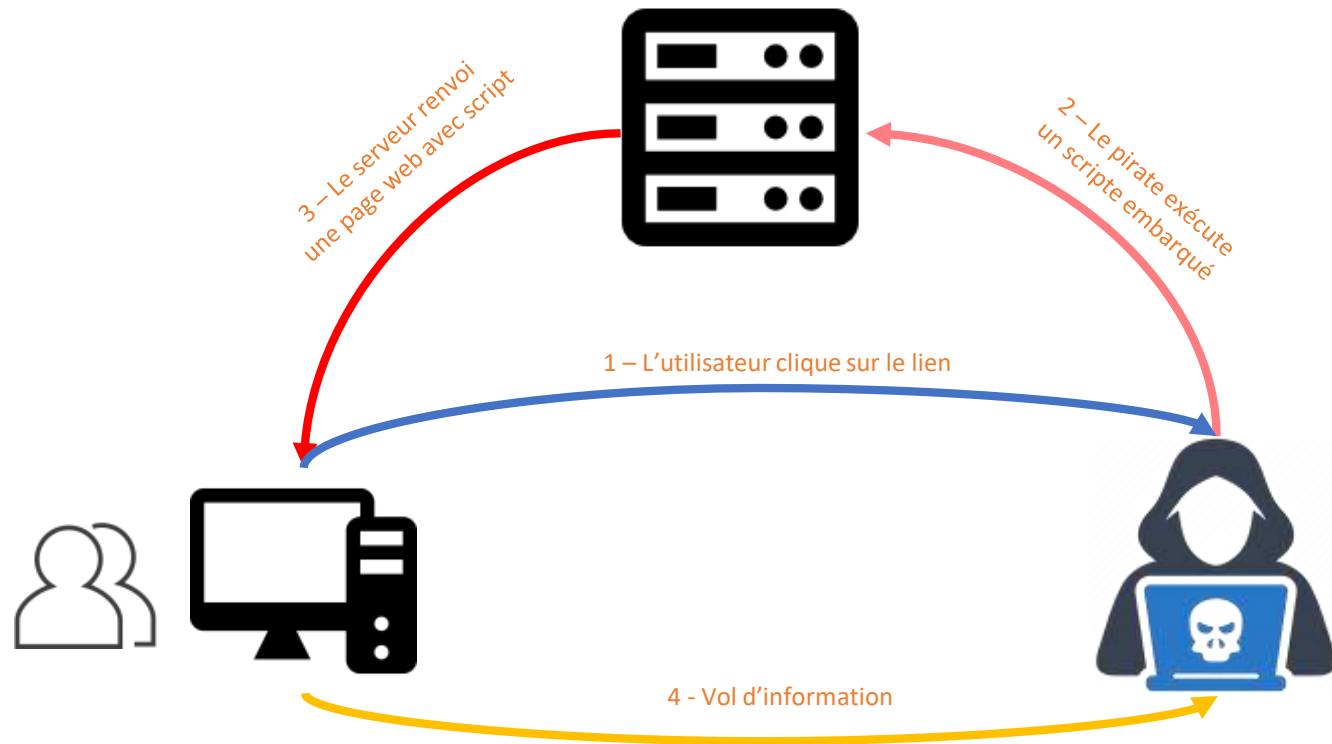 3 – Le serveur renvoi
une page web avec script
2 – Le pirate exécute
un scripte embarqué
1 – L’utilisateur clique sur le lien
4 - Vol d’information